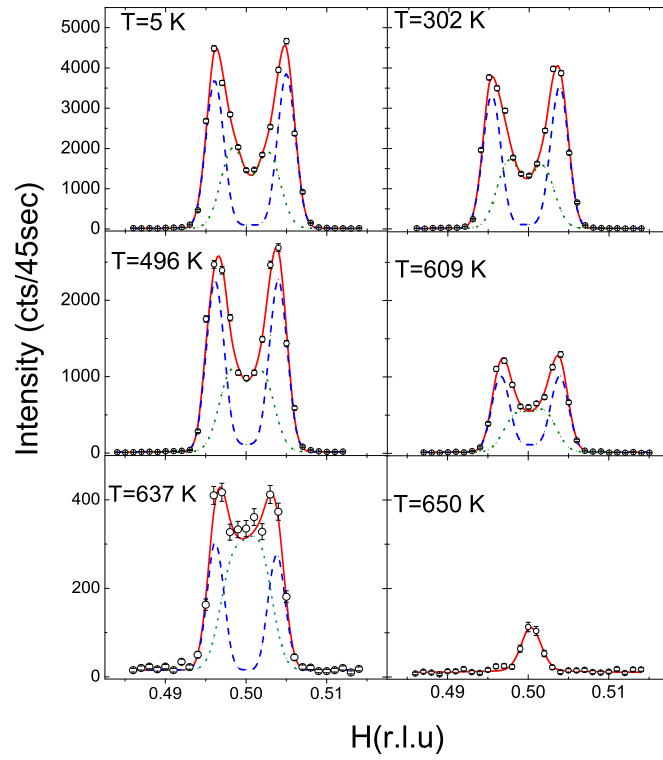 T=5 K
T=302 K
5000
4000
3000
2000
1000
0
T=496 K
T=609 K
2000
1000
0
T=637 K
T=650 K
400
200
0
Intensity (cts/45sec)
0.49 0.50 0.51 0.49 0.50 0.51
H(r.l.u)